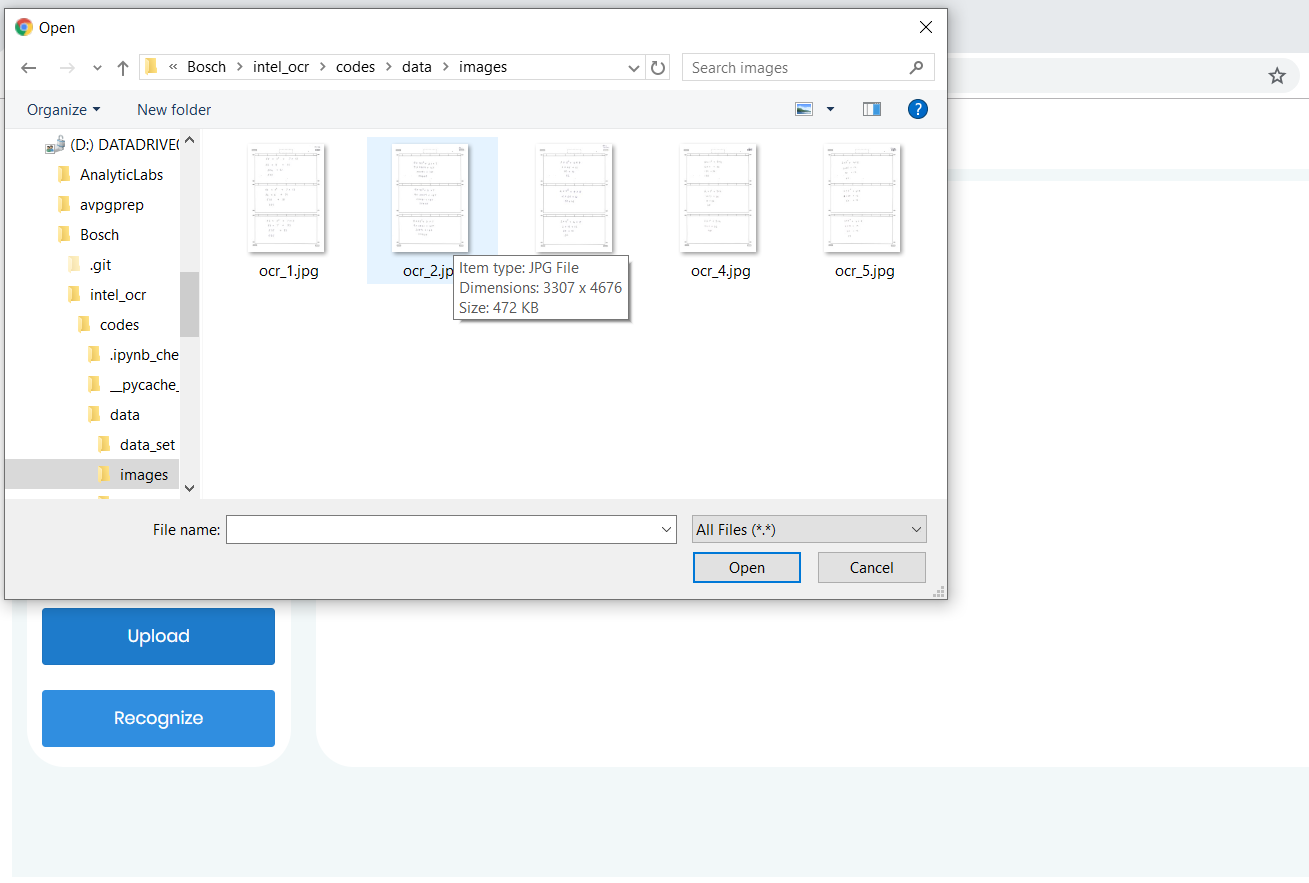 Open
« Bosch > intel_ocr > codes > data > images
Search images
Organize
New folder
?
(D:) DATADRIVE(
AnalyticLabs
avpgprep
Bosch
.git
intel_ocr
codes
.ipynb_che
__pycache_
data
data_set
images
ocr_1.jpg
ocr_2.jp
ocr_4.jpg
ocr_5.jpg
Item type: JPG File
Dimensions: 3307 x 4676
Size: 472 KB
File name:
All Files (*.*)
Open
Cancel
Upload
Recognize